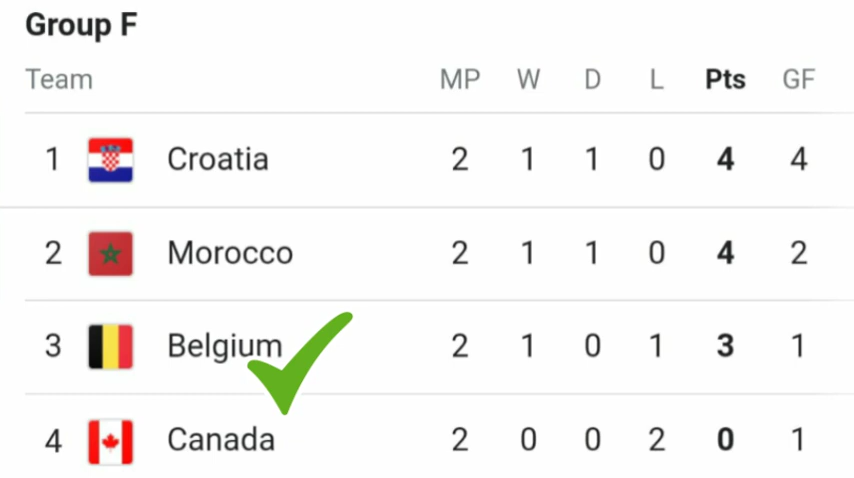 Group F
Team MP W D L Pts GF
1 Croatia 2 1 1 0 4 4
2 Morocco 2 1 1 0 4 2
3 Belgium 2 1 0 1 3 1
4 Canada 2 0 0 2 0 1